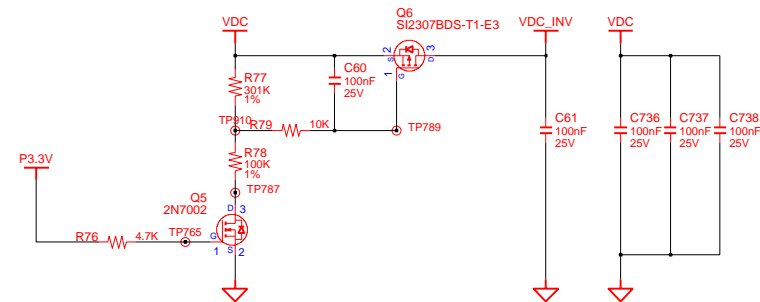 Q6
SI2307BDS-T1-E3
VDC
VDC_INV
VDC
2
S
3
D
1
G
R77
301K
1%
C60
100nF
25V
TP910
R79
10K
TP789
C61
100nF
25V
C736
100nF
25V
C737
100nF
25V
C738
100nF
25V
P3.3V
R78
100K
1%
TP787
Q5
2N7002
D
3
R76
4.7K
TP765
G
1
S
2